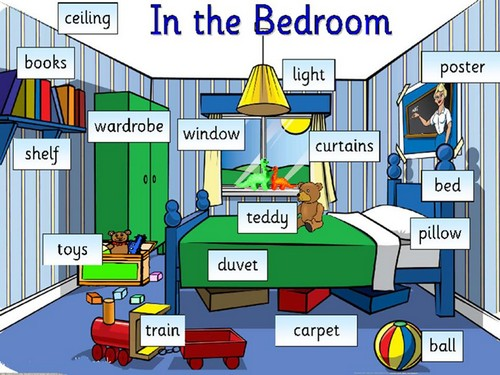 ceiling
In the Bedroom
books
light
poster
wardrobe
window
curtains
shelf
bed
teddy
pillow
toys
duvet
train
carpet
ball